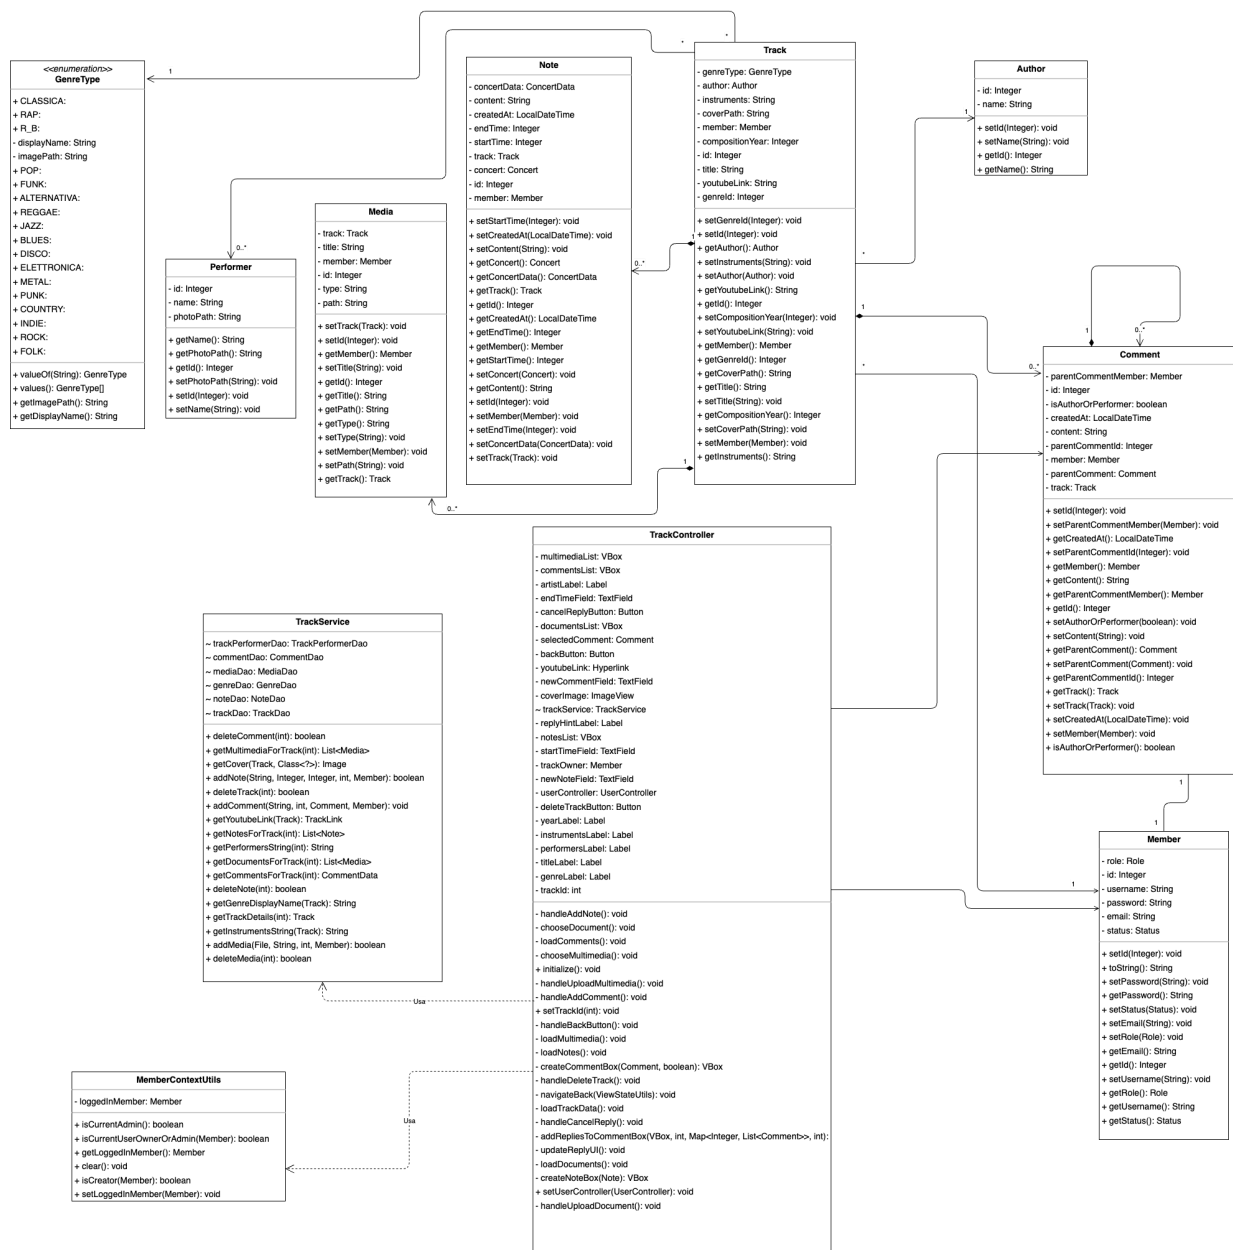 <<enumeration>>
GenreType
+ CLASSICA:
+ RAP:
+ R_B:
- displayName: String
- imagePath: String
+ POP:
+ FUNK:
+ ALTERNATIVA:
+ REGGAE:
+ JAZZ:
+ BLUES:
+ DISCO:
+ ELETTRONICA:
+ METAL:
+ PUNK:
+ COUNTRY:
+ INDIE:
+ ROCK:
+ FOLK:
+ valueOf(String): GenreType
+ values(): GenreType[]
+ getImagePath(): String
+ getDisplayName(): String
1
*
*
0..*
Performer
- id: Integer
- name: String
- photoPath: String
+ getName(): String
+ getPhotoPath(): String
+ getId(): Integer
+ setPhotoPath(String): void
+ setId(Integer): void
+ setName(String): void
Media
- track: Track
- title: String
- member: Member
- id: Integer
- type: String
- path: String
+ setTrack(Track): void
+ setId(Integer): void
+ getMember(): Member
+ setTitle(String): void
+ getId(): Integer
+ getTitle(): String
+ getPath(): String
+ getType(): String
+ setType(String): void
+ setMember(Member): void
+ setPath(String): void
+ getTrack(): Track
0..*
1
Note
- concertData: ConcertData
- content: String
- createdAt: LocalDateTime
- endTime: Integer
- startTime: Integer
- track: Track
- concert: Concert
- id: Integer
- member: Member
+ setStartTime(Integer): void
+ setCreatedAt(LocalDateTime): void
+ setContent(String): void
+ getConcert(): Concert
+ getConcertData(): ConcertData
+ getTrack(): Track
+ getId(): Integer
+ getCreatedAt(): LocalDateTime
+ getEndTime(): Integer
+ getMember(): Member
+ getStartTime(): Integer
+ setConcert(Concert): void
+ getContent(): String
+ setId(Integer): void
+ setMember(Member): void
+ setEndTime(Integer): void
+ setConcertData(ConcertData): void
+ setTrack(Track): void
0..*
1
Track
- genreType: GenreType
- author: Author
- instruments: String
- coverPath: String
- member: Member
- compositionYear: Integer
- id: Integer
- title: String
- youtubeLink: String
- genreId: Integer
+ setGenreId(Integer): void
+ setId(Integer): void
+ getAuthor(): Author
+ setInstruments(String): void
+ setAuthor(Author): void
+ getYoutubeLink(): String
+ getId(): Integer
+ setCompositionYear(Integer): void
+ setYoutubeLink(String): void
+ getMember(): Member
+ getGenreId(): Integer
+ getCoverPath(): String
+ getTitle(): String
+ setTitle(String): void
+ getCompositionYear(): Integer
+ setCoverPath(String): void
+ setMember(Member): void
+ getInstruments(): String
*
1
1
0..*
*
1
Author
- id: Integer
- name: String
+ setId(Integer): void
+ setName(String): void
+ getId(): Integer
+ getName(): String
1
0..*
Comment
- parentCommentMember: Member
- id: Integer
- isAuthorOrPerformer: boolean
- createdAt: LocalDateTime
- content: String
- parentCommentId: Integer
- member: Member
- parentComment: Comment
- track: Track
+ setId(Integer): void
+ setParentCommentMember(Member): void
+ getCreatedAt(): LocalDateTime
+ setParentCommentId(Integer): void
+ getMember(): Member
+ getContent(): String
+ getParentCommentMember(): Member
+ getId(): Integer
+ setAuthorOrPerformer(boolean): void
+ setContent(String): void
+ getParentComment(): Comment
+ setParentComment(Comment): void
+ getParentCommentId(): Integer
+ getTrack(): Track
+ setTrack(Track): void
+ setCreatedAt(LocalDateTime): void
+ setMember(Member): void
+ isAuthorOrPerformer(): boolean
1
1
Member
- role: Role
- id: Integer
- username: String
- password: String
- email: String
- status: Status
+ setId(Integer): void
+ toString(): String
+ setPassword(String): void
+ getPassword(): String
+ setStatus(Status): void
+ setEmail(String): void
+ setRole(Role): void
+ getEmail(): String
+ getId(): Integer
+ setUsername(String): void
+ getRole(): Role
+ getUsername(): String
+ getStatus(): Status
TrackController
- multimediaList: VBox
- commentsList: VBox
- artistLabel: Label
- endTimeField: TextField
- cancelReplyButton: Button
- documentsList: VBox
- selectedComment: Comment
- backButton: Button
- youtubeLink: Hyperlink
- newCommentField: TextField
- coverImage: ImageView
~ trackService: TrackService
- replyHintLabel: Label
- notesList: VBox
- startTimeField: TextField
- trackOwner: Member
- newNoteField: TextField
- userController: UserController
- deleteTrackButton: Button
- yearLabel: Label
- instrumentsLabel: Label
- performersLabel: Label
- titleLabel: Label
- genreLabel: Label
- trackId: int
- handleAddNote(): void
- chooseDocument(): void
- loadComments(): void
- chooseMultimedia(): void
+ initialize(): void
- handleUploadMultimedia(): void
- handleAddComment(): void
+ setTrackId(int): void
- handleBackButton(): void
- loadMultimedia(): void
- loadNotes(): void
- createCommentBox(Comment, boolean): VBox
- handleDeleteTrack(): void
- navigateBack(ViewStateUtils): void
- loadTrackData(): void
- handleCancelReply(): void
- addRepliesToCommentBox(VBox, int, Map<Integer, List<Comment>>, int):
- updateReplyUI(): void
- loadDocuments(): void
- createNoteBox(Note): VBox
+ setUserController(UserController): void
- handleUploadDocument(): void
TrackService
~ trackPerformerDao: TrackPerformerDao
~ commentDao: CommentDao
~ mediaDao: MediaDao
~ genreDao: GenreDao
~ noteDao: NoteDao
~ trackDao: TrackDao
+ deleteComment(int): boolean
+ getMultimediaForTrack(int): List<Media>
+ getCover(Track, Class<?>): Image
+ addNote(String, Integer, Integer, int, Member): boolean
+ deleteTrack(int): boolean
+ addComment(String, int, Comment, Member): void
+ getYoutubeLink(Track): TrackLink
+ getNotesForTrack(int): List<Note>
+ getPerformersString(int): String
+ getDocumentsForTrack(int): List<Media>
+ getCommentsForTrack(int): CommentData
+ deleteNote(int): boolean
+ getGenreDisplayName(Track): String
+ getTrackDetails(int): Track
+ getInstrumentsString(Track): String
+ addMedia(File, String, int, Member): boolean
+ deleteMedia(int): boolean
Usa
Usa
MemberContextUtils
- loggedInMember: Member
+ isCurrentAdmin(): boolean
+ isCurrentUserOwnerOrAdmin(Member): boolean
+ getLoggedInMember(): Member
+ clear(): void
+ isCreator(Member): boolean
+ setLoggedInMember(Member): void